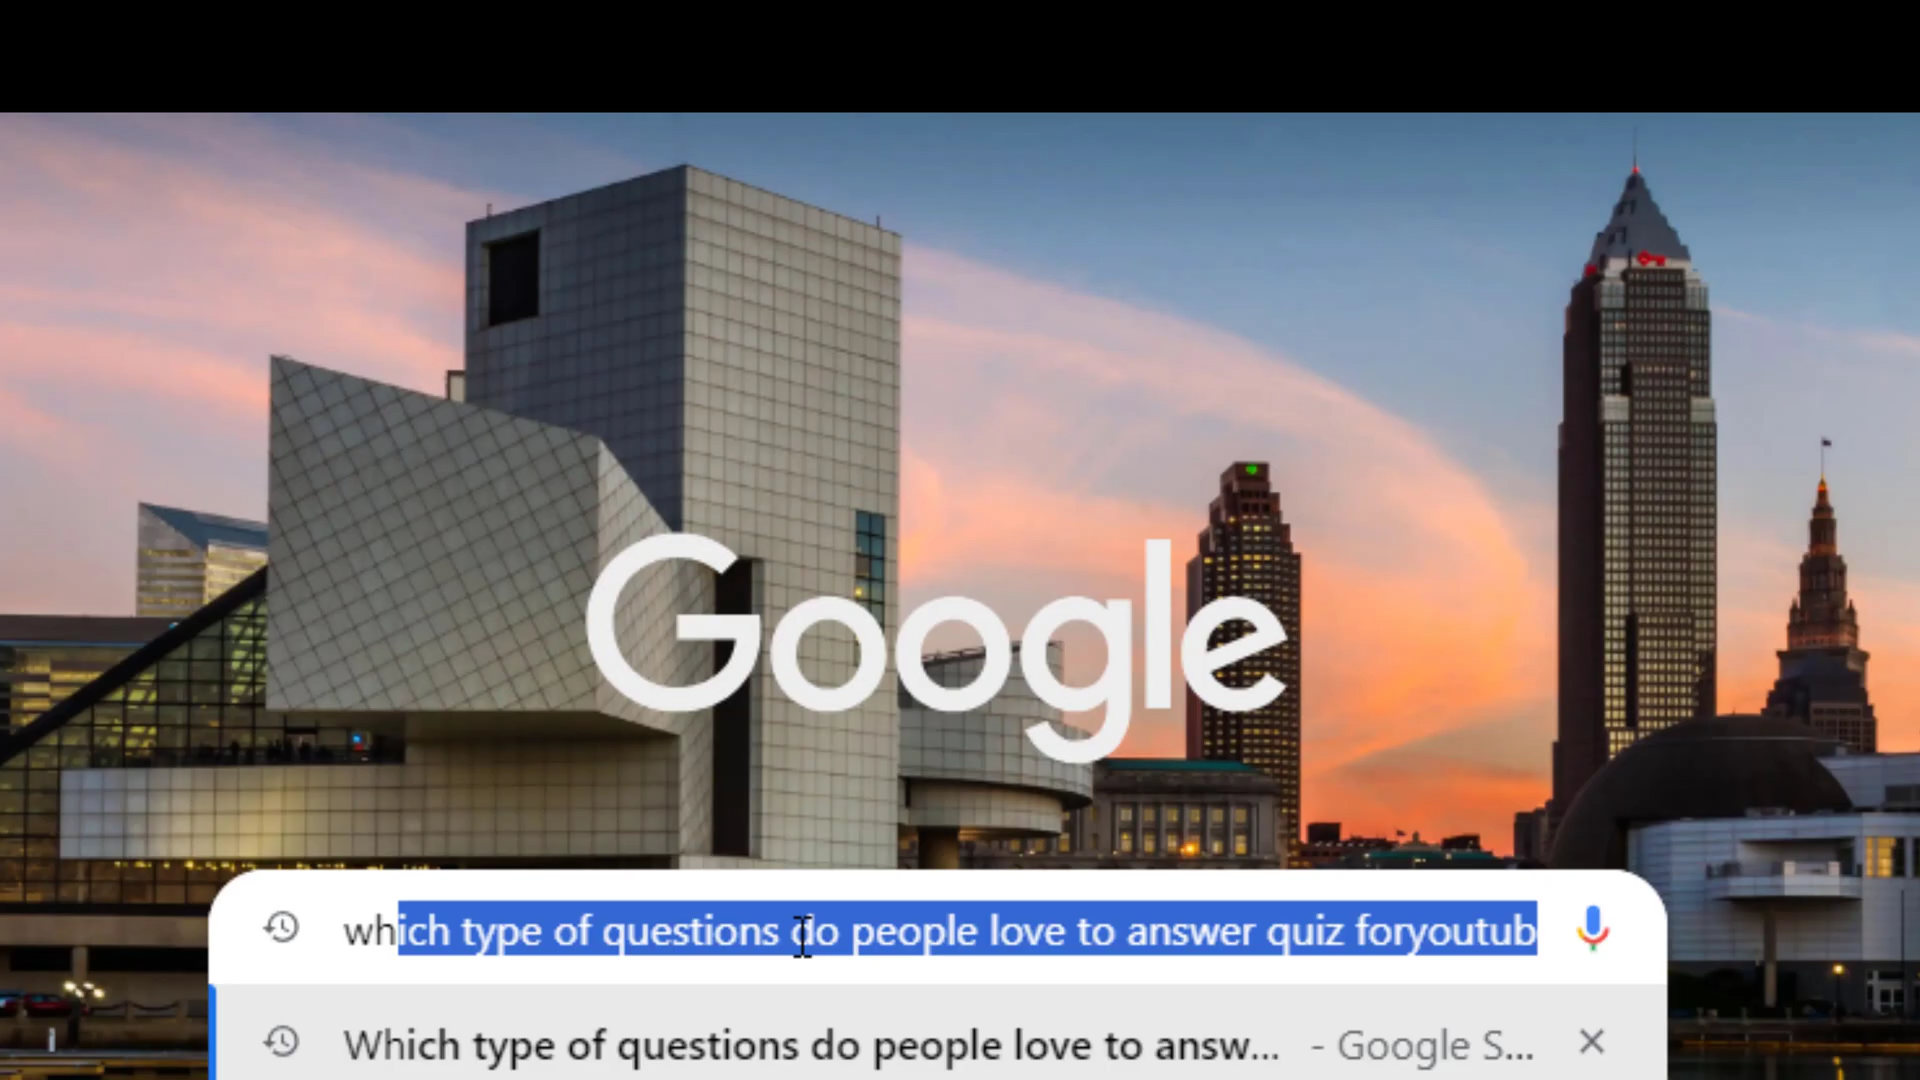 Google
which type of questions do people love to answer quiz foryoutub
Which type of questions do people love to answ... - Google S...